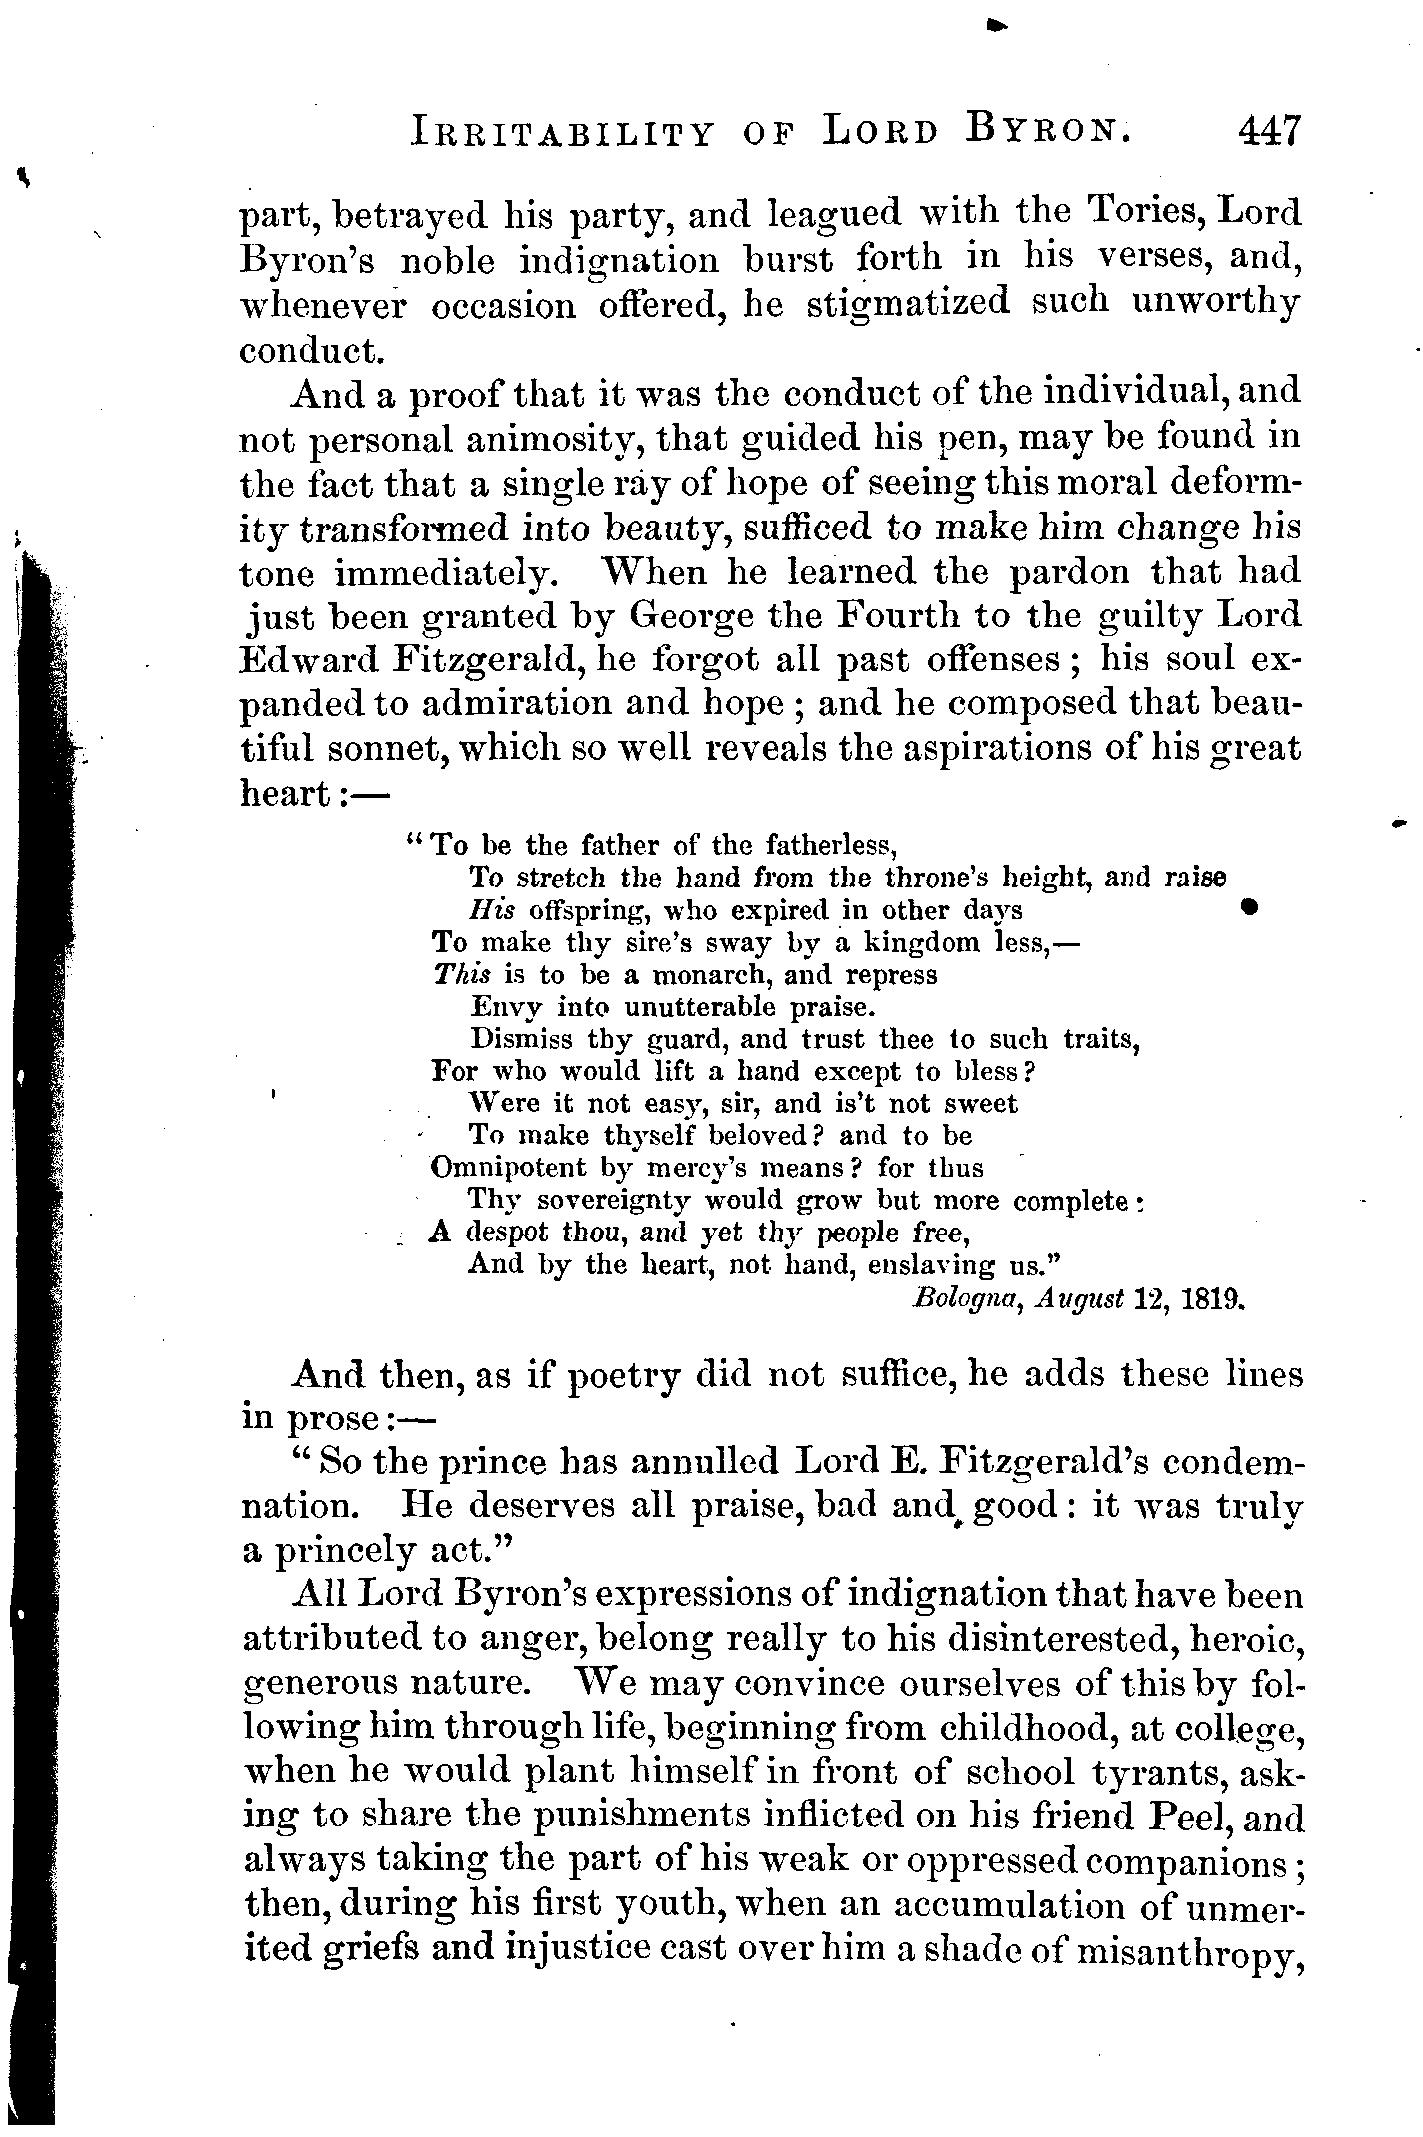 IRRITABILITY OF LORD BYRON. 447
part, betrayed his party, and leagued with the Tories, Lord
Byron's noble indignation burst forth in his verses, and,
whenever occasion offered, he stigmatized such unworthy
conduct.
And a proof that it was the conduct of the individual, and
not personal animosity, that guided his pen, may be found in
the fact that a single ray of hope of seeing this moral deform-
ity transformed into beauty, sufficed to make him change his
tone immediately. When he learned the pardon that had
just been granted by George the Fourth to the guilty Lord
Edward Fitzgerald, he forgot all past offenses; his soul ex-
panded to admiration and hope; and he composed that beau-
tiful sonnet, which so well reveals the aspirations of his great
heart:—
"To be the father of the fatherless,
To stretch the hand from the throne's height, and raise
His offspring, who expired in other days
To make thy sire's sway by a kingdom less,—
This is to be a monarch, and repress
Envy into unutterable praise.
Dismiss thy guard, and trust thee to such traits,
For who would lift a hand except to bless?
Were it not easy, sir, and is't not sweet
To make thyself beloved? and to be
Omnipotent by mercy's means? for thus
Thy sovereignty would grow but more complete:
A despot thou, and yet thy people free,
And by the heart, not hand, enslaving us."
Bologna, August 12, 1819.
And then, as if poetry did not suffice, he adds these lines
in prose:—
"So the prince has annulled Lord E. Fitzgerald's condem-
nation. He deserves all praise, bad and good: it was truly
a princely act."
All Lord Byron's expressions of indignation that have been
attributed to anger, belong really to his disinterested, heroic,
generous nature. We may convince ourselves of this by fol-
lowing him through life, beginning from childhood, at college,
when he would plant himself in front of school tyrants, ask-
ing to share the punishments inflicted on his friend Peel, and
always taking the part of his weak or oppressed companions;
then, during his first youth, when an accumulation of unmer-
ited griefs and injustice cast over him a shade of misanthropy,